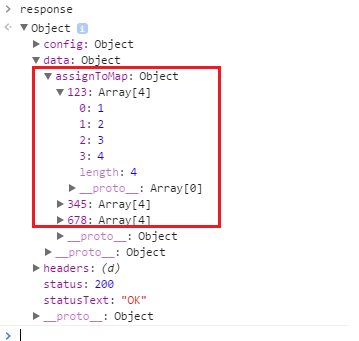 > response
<· ▼ Object i
▶ config: Object
▼ data: Object
▼ assignToMap: Object
▼ 123: Array[4]
0: 1
1: 2
2: 3
3: 4
length: 4
▶ __proto__: Array[0]
▶ 345: Array[4]
▶ 678: Array[4]
▶ __proto__: Object
▶ __proto__: Object
▶ headers: (d)
status: 200
statusText: "OK"
▶ __proto__: Object
>